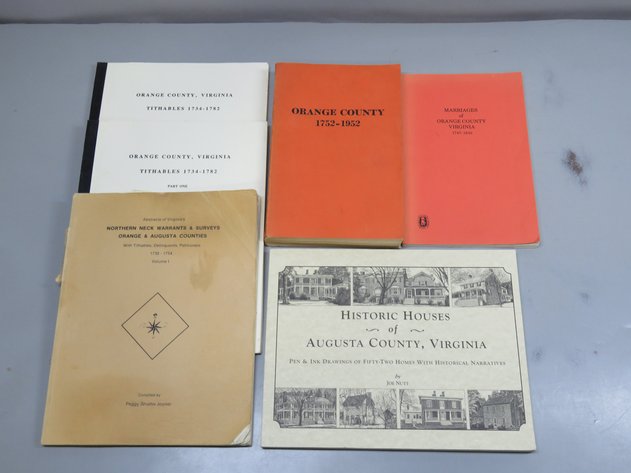 ORANGE COUNTY, VIRGINIA
TITHABLES 1734-1782
ORANGE COUNTY, VIRGINIA
TITHABLES 1734-1782
PART ONE
ORANGE COUNTY
1752-1952
MARRIAGES
of
ORANGE COUNTY
VIRGINIA
Abstracts of Virginia's
NORTHERN NECK WARRANTS & SURVEYS
ORANGE & AUGUSTA COUNTIES
With Tithables, Delinquents, Petitioners
1730 - 1754
Volume I
Compiled by
Peggy Shomo Joyner
HISTORIC HOUSES
of
AUGUSTA COUNTY, VIRGINIA
PEN & INK DRAWINGS OF FIFTY-TWO HOMES WITH HISTORICAL NARRATIVES
by
JOE NUTT